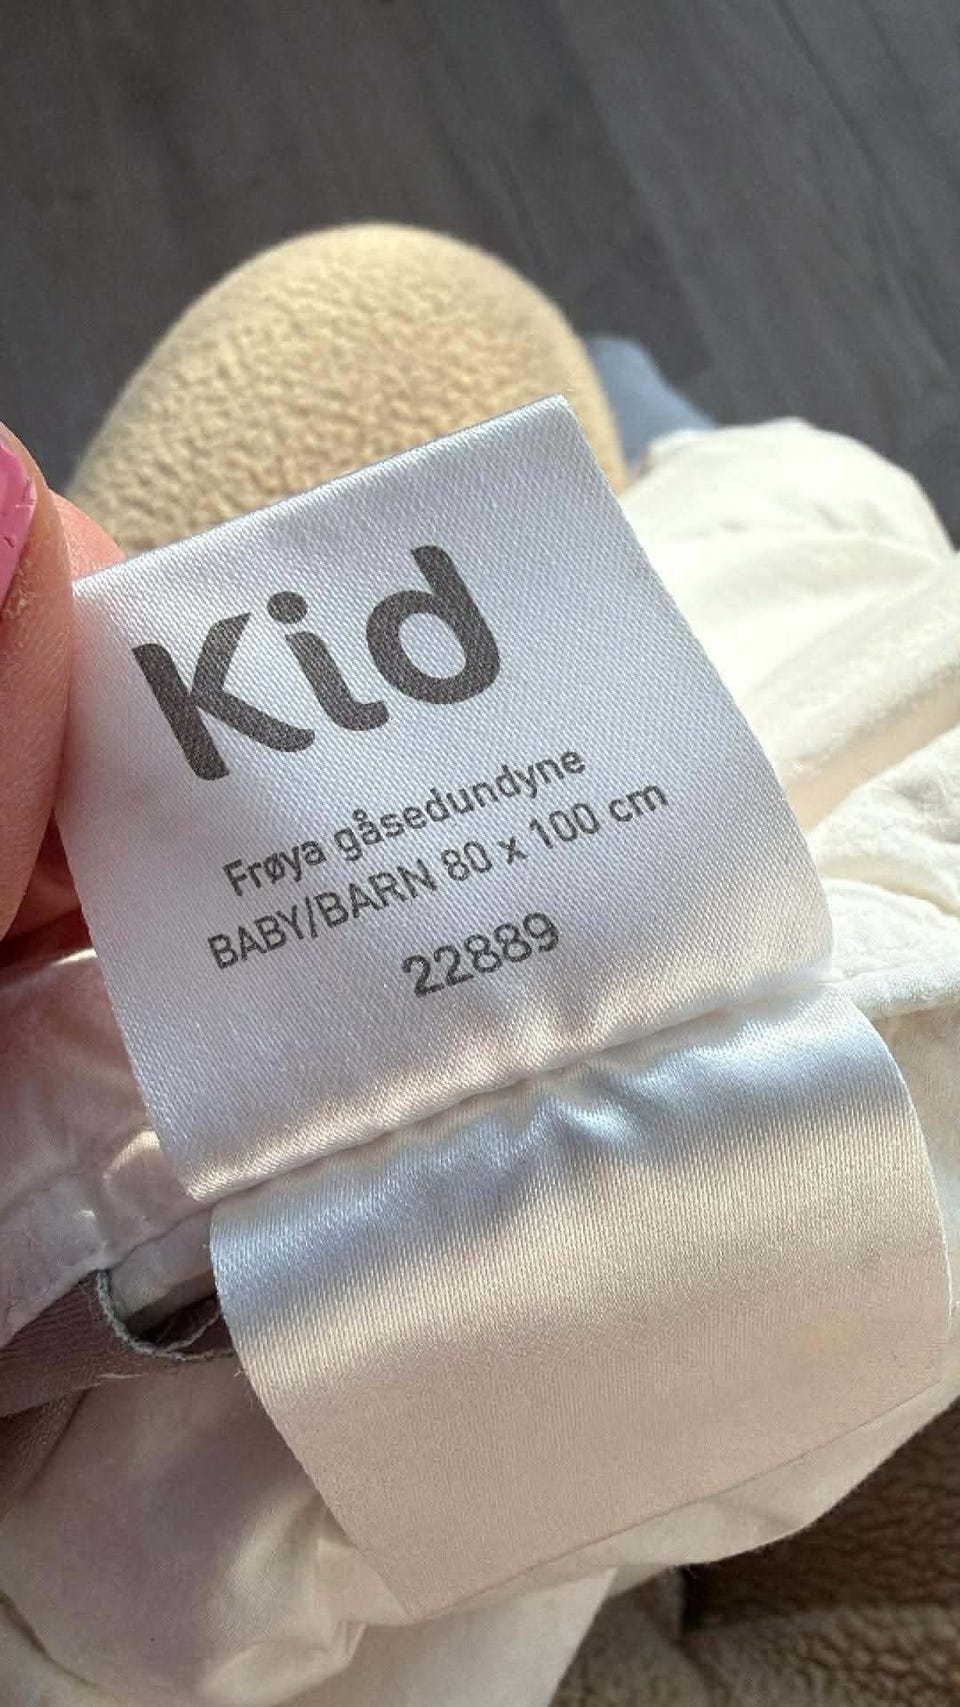 Kid
Frøya gåsedundyne
BABY/BARN 80 x 100 cm
22889